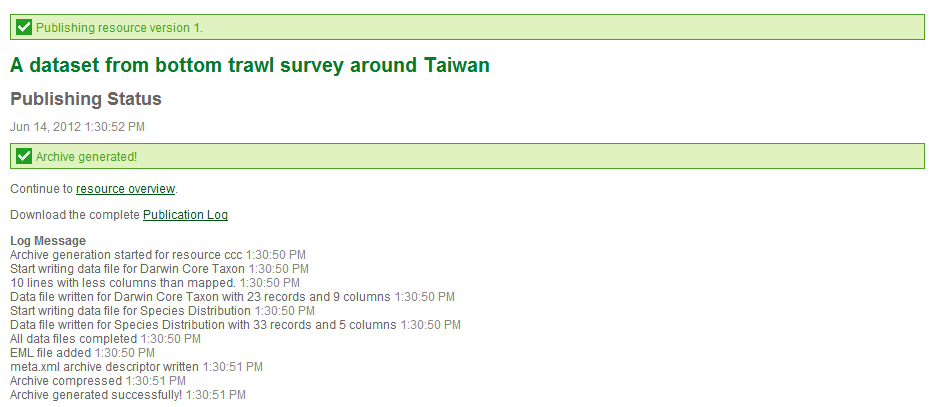 Publishing resource version 1.
A dataset from bottom trawl survey around Taiwan
Publishing Status
Jun 14, 2012 1:30:52 PM
Archive generated!
Continue to resource overview.
Download the complete Publication Log
Log Message
Archive generation started for resource ccc 1:30:50 PM
Start writing data file for Darwin Core Taxon 1:30:50 PM
10 lines with less columns than mapped. 1:30:50 PM
Data file written for Darwin Core Taxon with 23 records and 9 columns 1:30:50 PM
Start writing data file for Species Distribution 1:30:50 PM
Data file written for Species Distribution with 33 records and 5 columns 1:30:50 PM
All data files completed 1:30:50 PM
EML file added 1:30:50 PM
meta.xml archive descriptor written 1:30:51 PM
Archive compressed 1:30:51 PM
Archive generated successfully! 1:30:51 PM